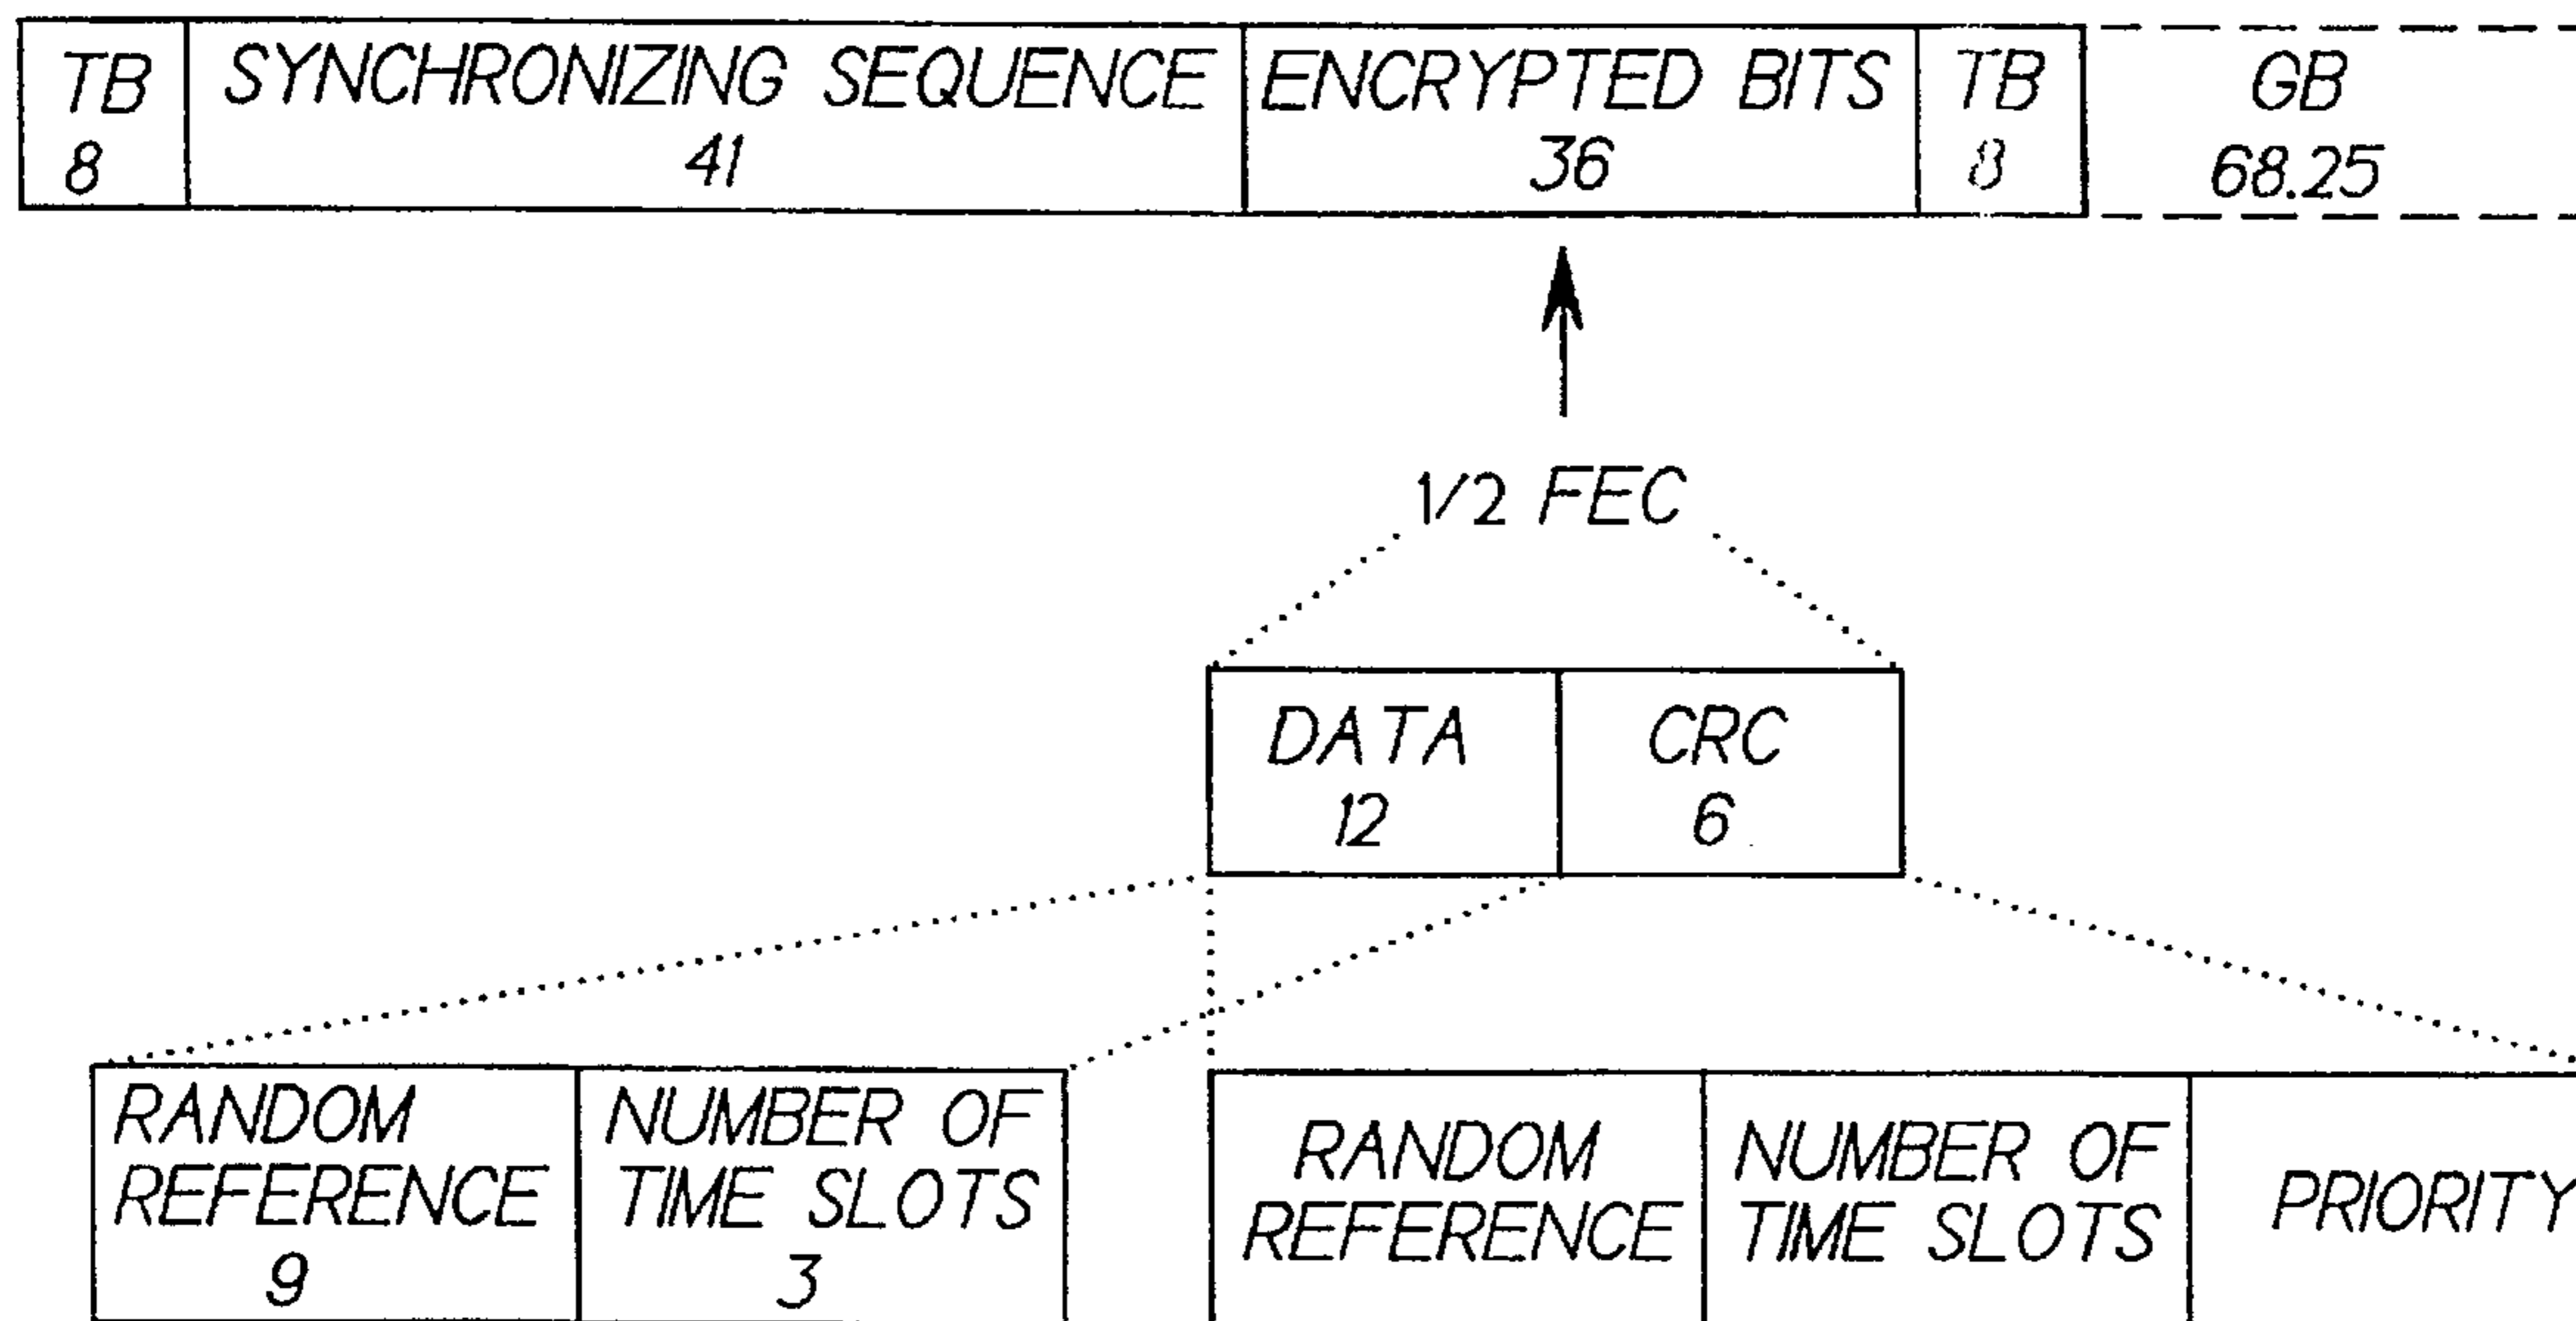 TB
8
SYNCHRONIZING SEQUENCE
41
ENCRYPTED BITS
36
TB
8
GB
68.25
1/2 FEC
DATA
12
CRC
6
RANDOM
REFERENCE
9
NUMBER OF
TIME SLOTS
3
RANDOM
REFERENCE
NUMBER OF
TIME SLOTS
PRIORITY